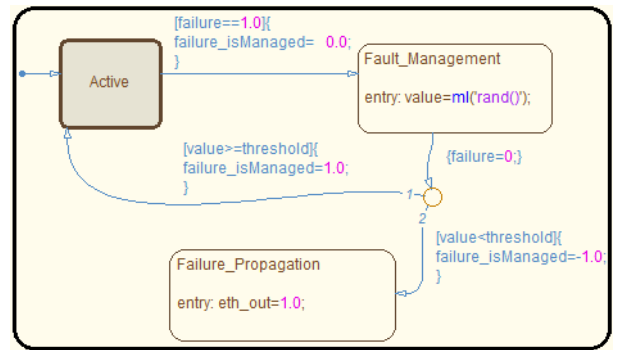 [failure==1.0]{
failure_isManaged= 0.0;
}
Active
Fault_Management
entry: value=ml('rand()');
[value>=threshold]{
failure_isManaged=1.0;
}
{failure=0;}
1
2
[value<threshold]{
failure_isManaged=-1.0;
}
Failure_Propagation
entry: eth_out=1.0;